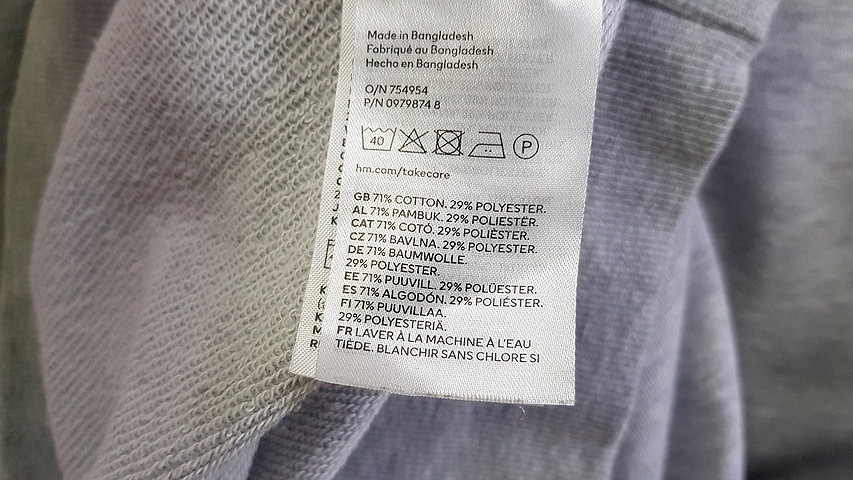 Made in Bangladesh
Fabriqué au Bangladesh
Hecho en Bangladesh
O/N 754954
P/N 0979874 8
40
P
hm.com/takecare
GB 71% COTTON. 29% POLYESTER.
AL 71% PAMBUK. 29% POLIESTËR.
CAT 71% COTÓ. 29% POLIÈSTER.
CZ 71% BAVLNA. 29% POLYESTER.
DE 71% BAUMWOLLE.
29% POLYESTER.
EE 71% PUUVILL. 29% POLÜESTER.
ES 71% ALGODÓN. 29% POLIÉSTER.
FI 71% PUUVILLAA.
29% POLYESTERIÄ.
FR LAVER À LA MACHINE À L'EAU
TIÈDE. BLANCHIR SANS CHLORE SI